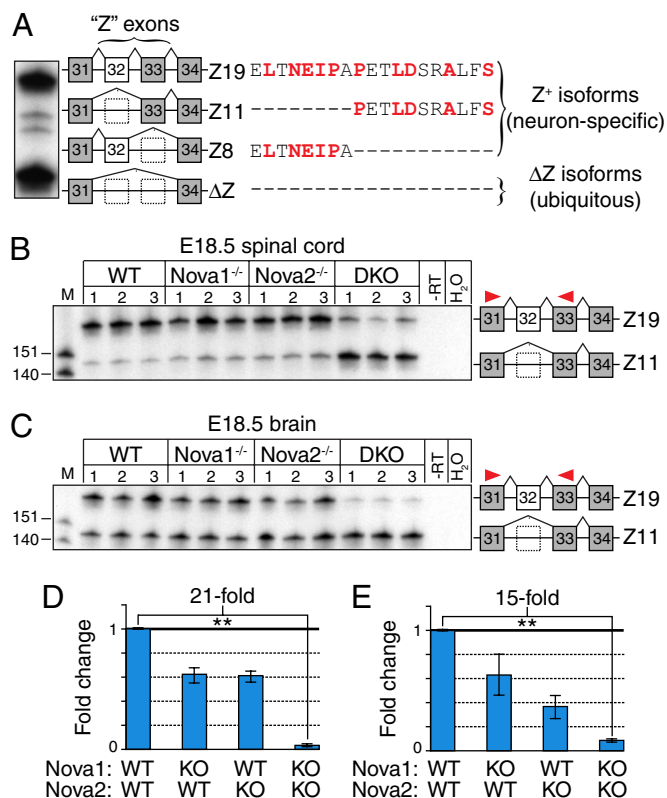 A
“Z” exons
31 32 33 34 Z19 ELTNEIPAPETLDSRALFS
31 33 34 Z11 --------PETLDSRALFS
31 32 34 Z8 ELTNEIPA-----------
31 34 ΔZ -------------------
Z+ isoforms
(neuron-specific)
ΔZ isoforms
(ubiquitous)
B
E18.5 spinal cord
M WT Nova1-/- Nova2-/- DKO -RT H2O
1 2 3 1 2 3 1 2 3 1 2 3
151
140
31 32 33 34 Z19
31 33 34 Z11
C
E18.5 brain
M WT Nova1-/- Nova2-/- DKO -RT H2O
1 2 3 1 2 3 1 2 3 1 2 3
151
140
31 32 33 34 Z19
31 33 34 Z11
D
21-fold
**
Fold change
1
0
Nova1: WT KO WT KO
Nova2: WT WT KO KO
E
15-fold
**
Fold change
1
0
Nova1: WT KO WT KO
Nova2: WT WT KO KO